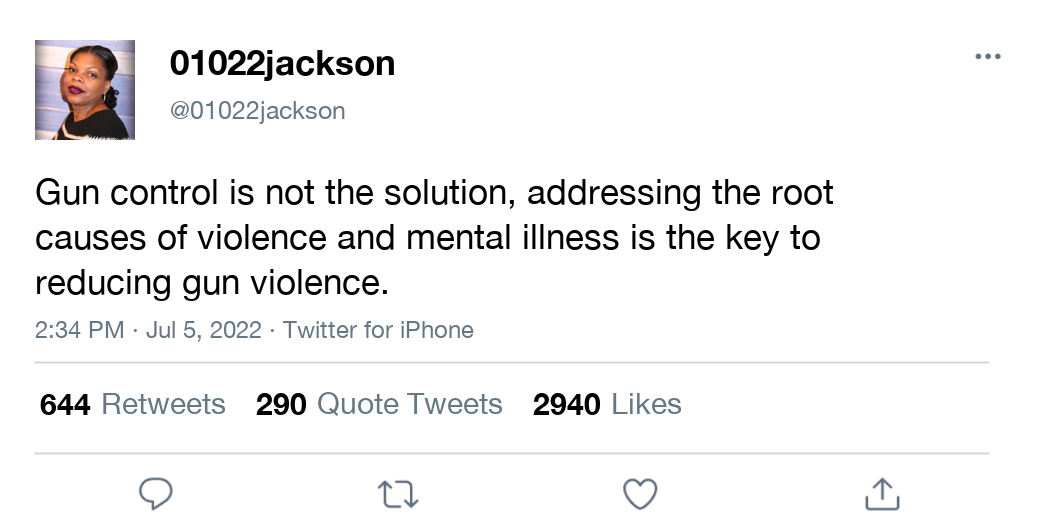 01022jackson
@01022jackson
Gun control is not the solution, addressing the root
causes of violence and mental illness is the key to
reducing gun violence.
2:34 PM · Jul 5, 2022 · Twitter for iPhone
644 Retweets 290 Quote Tweets 2940 Likes